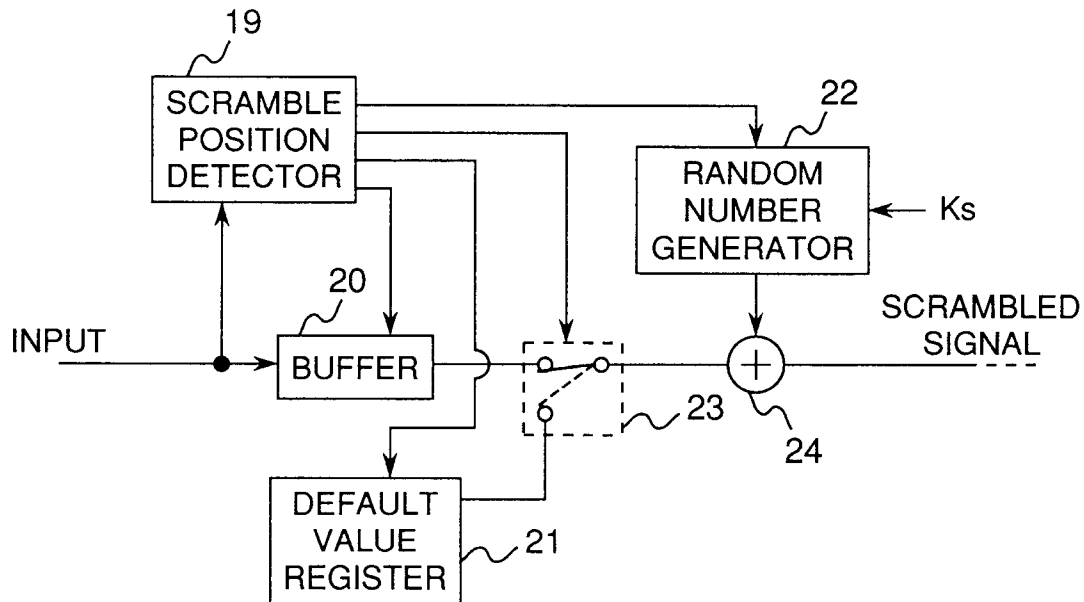 19
SCRAMBLE
POSITION
DETECTOR
22
RANDOM
NUMBER
GENERATOR
Ks
20
INPUT
BUFFER
SCRAMBLED
SIGNAL
23
24
DEFAULT
VALUE
REGISTER
21